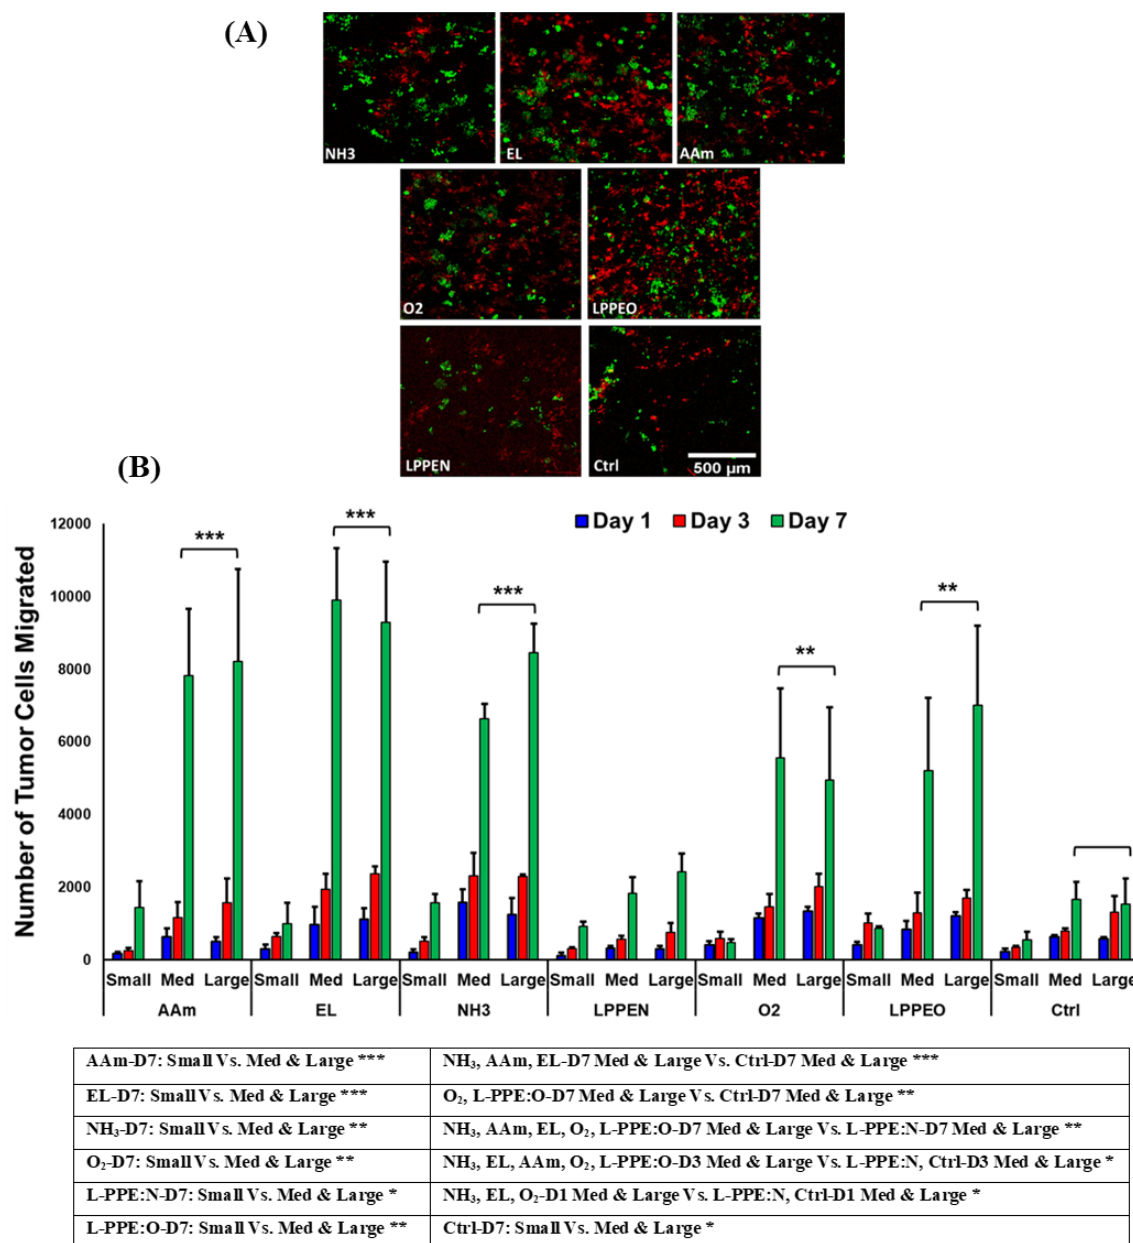 (A)
NH3
EL
AAm
O2
LPPEO
LPPEN
Ctrl
500 µm
(B)
Number of Tumor Cells Migrated
12000
10000
8000
6000
4000
2000
0
Day 1 Day 3 Day 7
***
***
***
**
**
Small Med Large Small Med Large Small Med Large Small Med Large Small Med Large Small Med Large Small Med Large
AAm EL NH3 LPPEN O2 LPPEO Ctrl
AAm-D7: Small Vs. Med & Large *** NH₃, AAm, EL-D7 Med & Large Vs. Ctrl-D7 Med & Large ***
EL-D7: Small Vs. Med & Large *** O₂, L-PPE:O-D7 Med & Large Vs. Ctrl-D7 Med & Large **
NH₃-D7: Small Vs. Med & Large ** NH₃, AAm, EL, O₂, L-PPE:O-D7 Med & Large Vs. L-PPE:N-D7 Med & Large **
O₂-D7: Small Vs. Med & Large ** NH₃, EL, AAm, O₂, L-PPE:O-D3 Med & Large Vs. L-PPE:N, Ctrl-D3 Med & Large *
L-PPE:N-D7: Small Vs. Med & Large * NH₃, EL, O₂-D1 Med & Large Vs. L-PPE:N, Ctrl-D1 Med & Large *
L-PPE:O-D7: Small Vs. Med & Large ** Ctrl-D7: Small Vs. Med & Large *